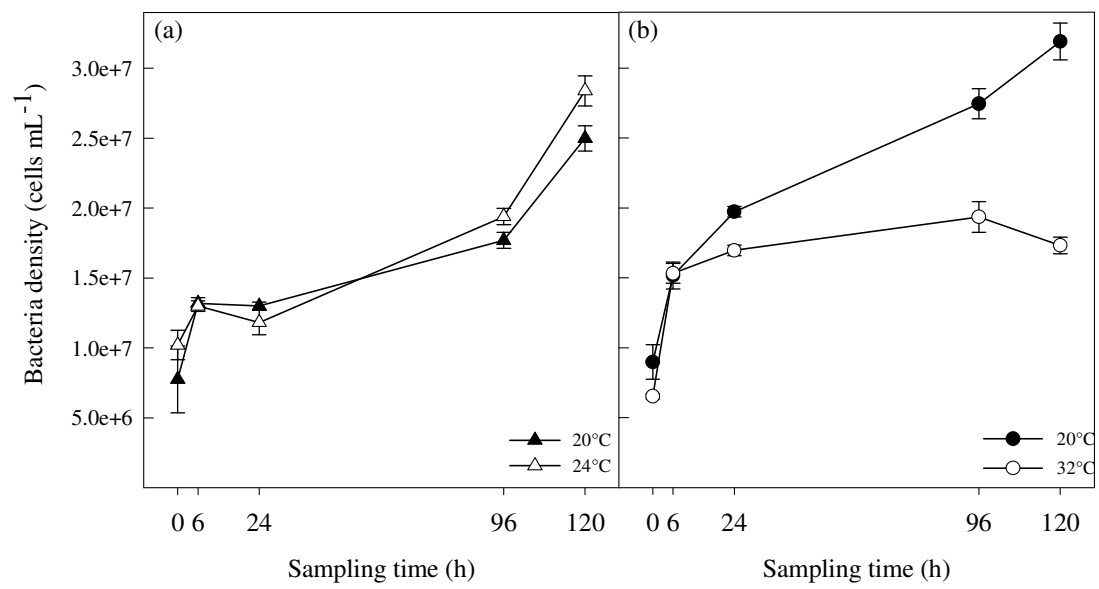 (a)
(b)
Bacteria density (cells mL-1)
3.0e+7
2.5e+7
2.0e+7
1.5e+7
1.0e+7
5.0e+6
20°C
24°C
20°C
32°C
0 6 24 96 120
0 6 24 96 120
Sampling time (h)
Sampling time (h)